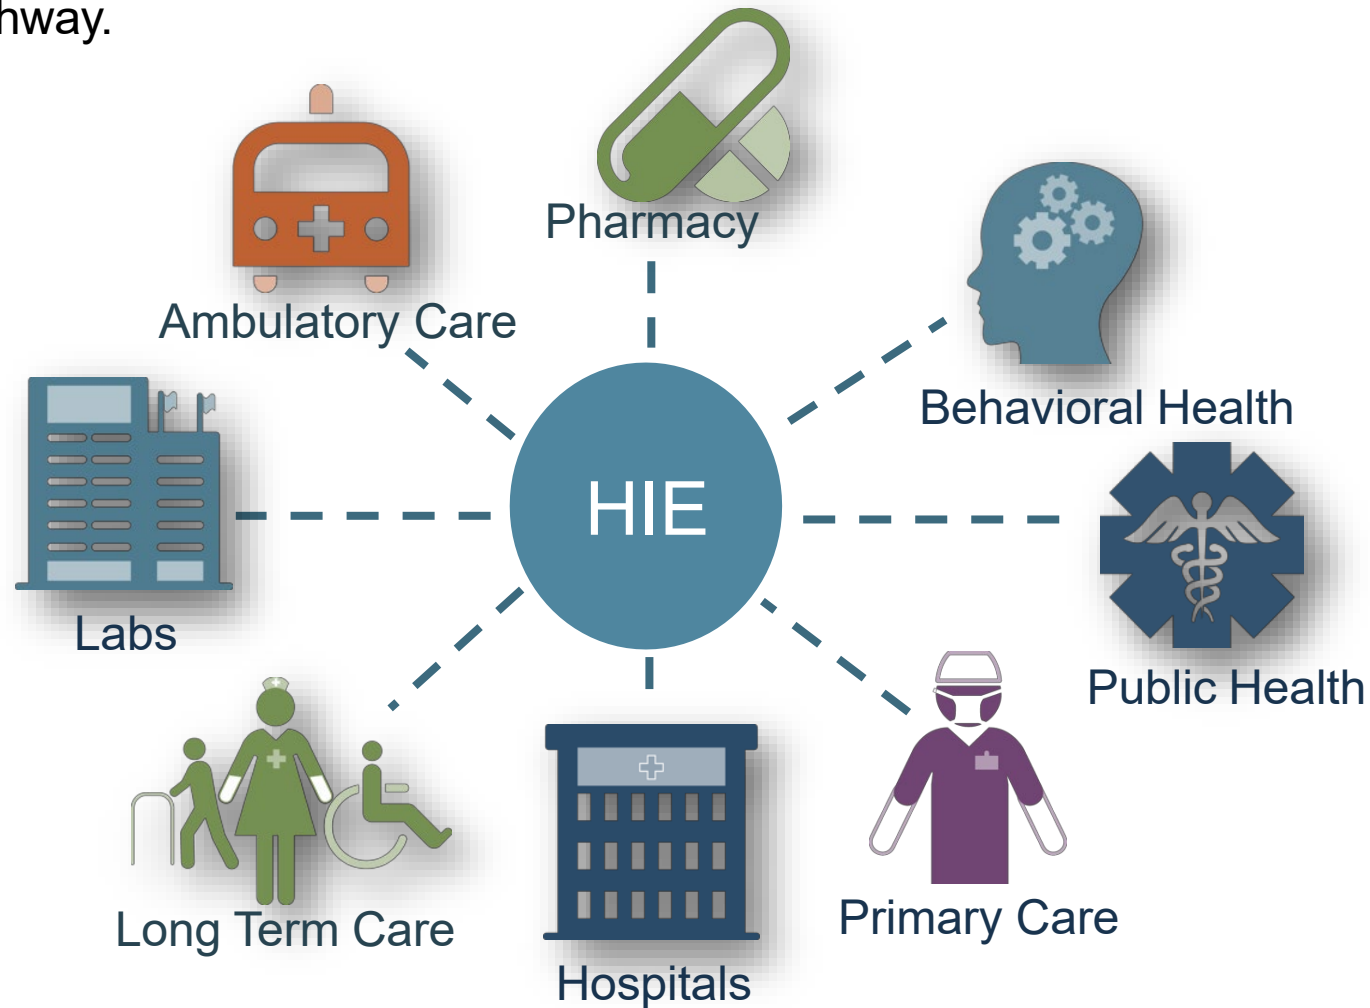 hway.
Pharmacy
Ambulatory Care
Behavioral Health
HIE
Labs
Public Health
Long Term Care
Primary Care
Hospitals